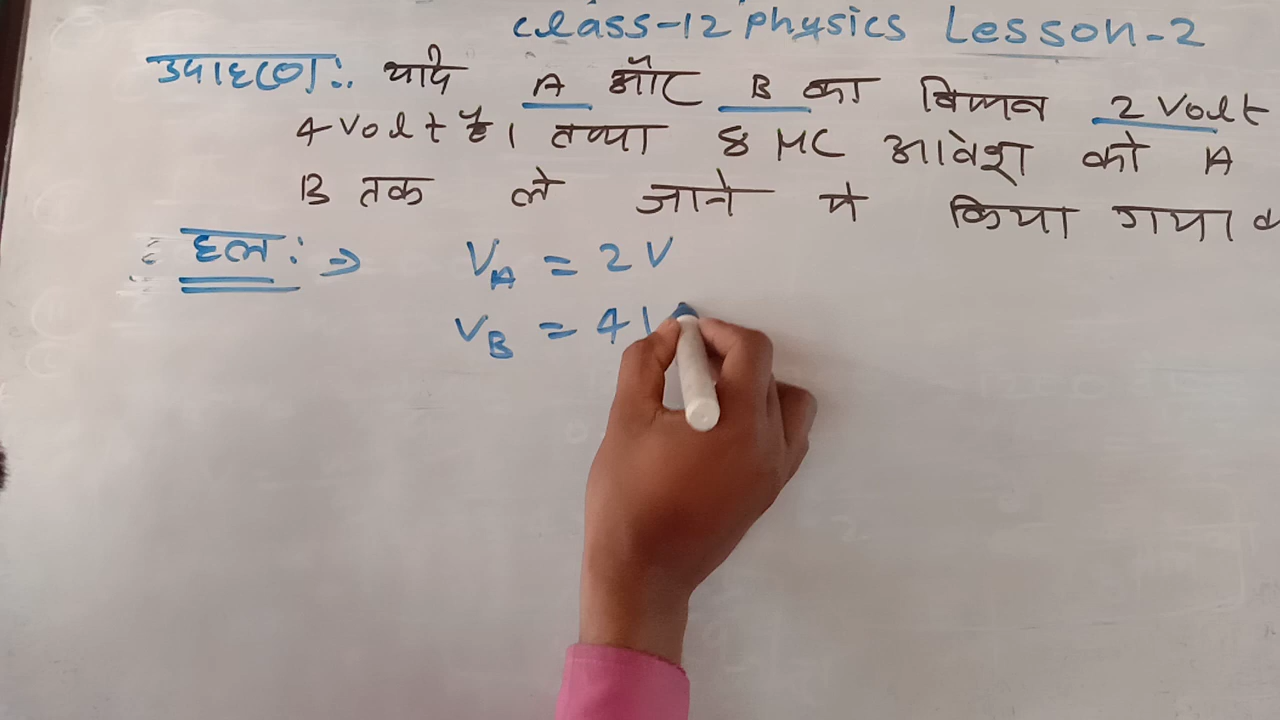 Class-12 Physics Lesson-2
उदाहरण:. यदि A और B का विभव 2 Volt
4 Volt है। तथा 8 μC आवेश को A
B तक ले जाने मे किया गया
हल: ⇒ VA = 2 V
VB = 4 V